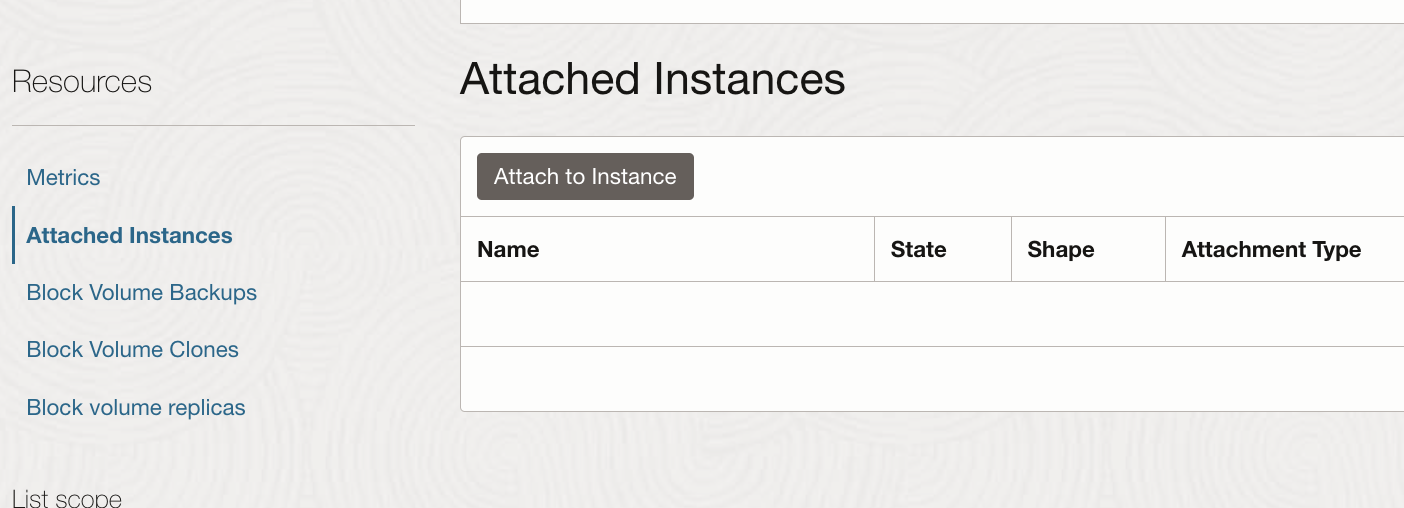 Resources
Metrics
Attached Instances
Block Volume Backups
Block Volume Clones
Block volume replicas
List scope
Attached Instances
Attach to Instance
Name State Shape Attachment Type